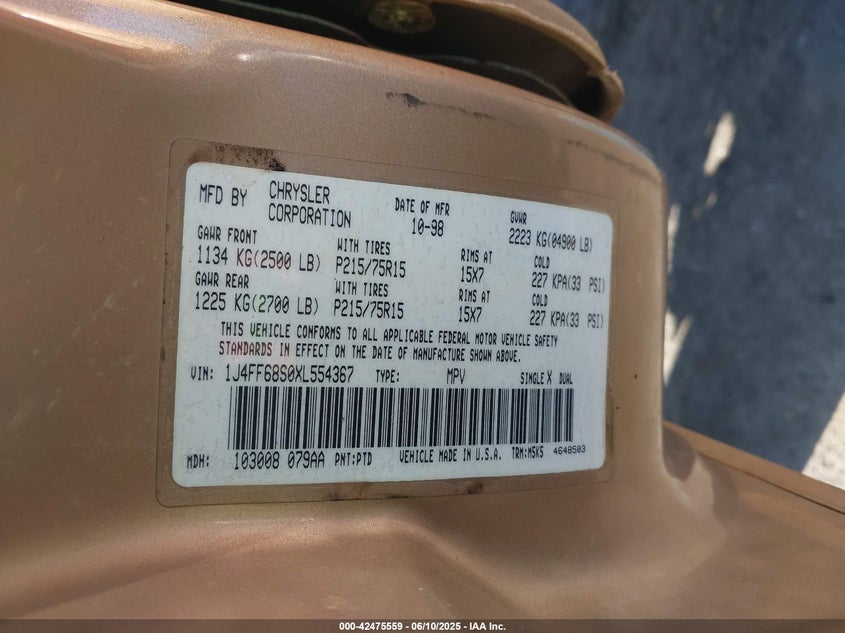 MFD BY CHRYSLER CORPORATION DATE OF MFR 10-98 GVWR 2223 KG(04900 LB)
GAWR FRONT WITH TIRES RIMS AT COLD
1134 KG(2500 LB) P215/75R15 15X7 227 KPA(33 PSI)
GAWR REAR WITH TIRES RIMS AT COLD
1225 KG(2700 LB) P215/75R15 15X7 227 KPA(33 PSI)
THIS VEHICLE CONFORMS TO ALL APPLICABLE FEDERAL MOTOR VEHICLE SAFETY
STANDARDS IN EFFECT ON THE DATE OF MANUFACTURE SHOWN ABOVE.
VIN: 1J4FF68S0XL554367 TYPE: MPV SINGLE X DUAL
MDH: 103008 079AA PNT:PTD VEHICLE MADE IN U.S.A. TRM:M5K5 4648503
000-42475559 - 06/10/2025 - IAA Inc.